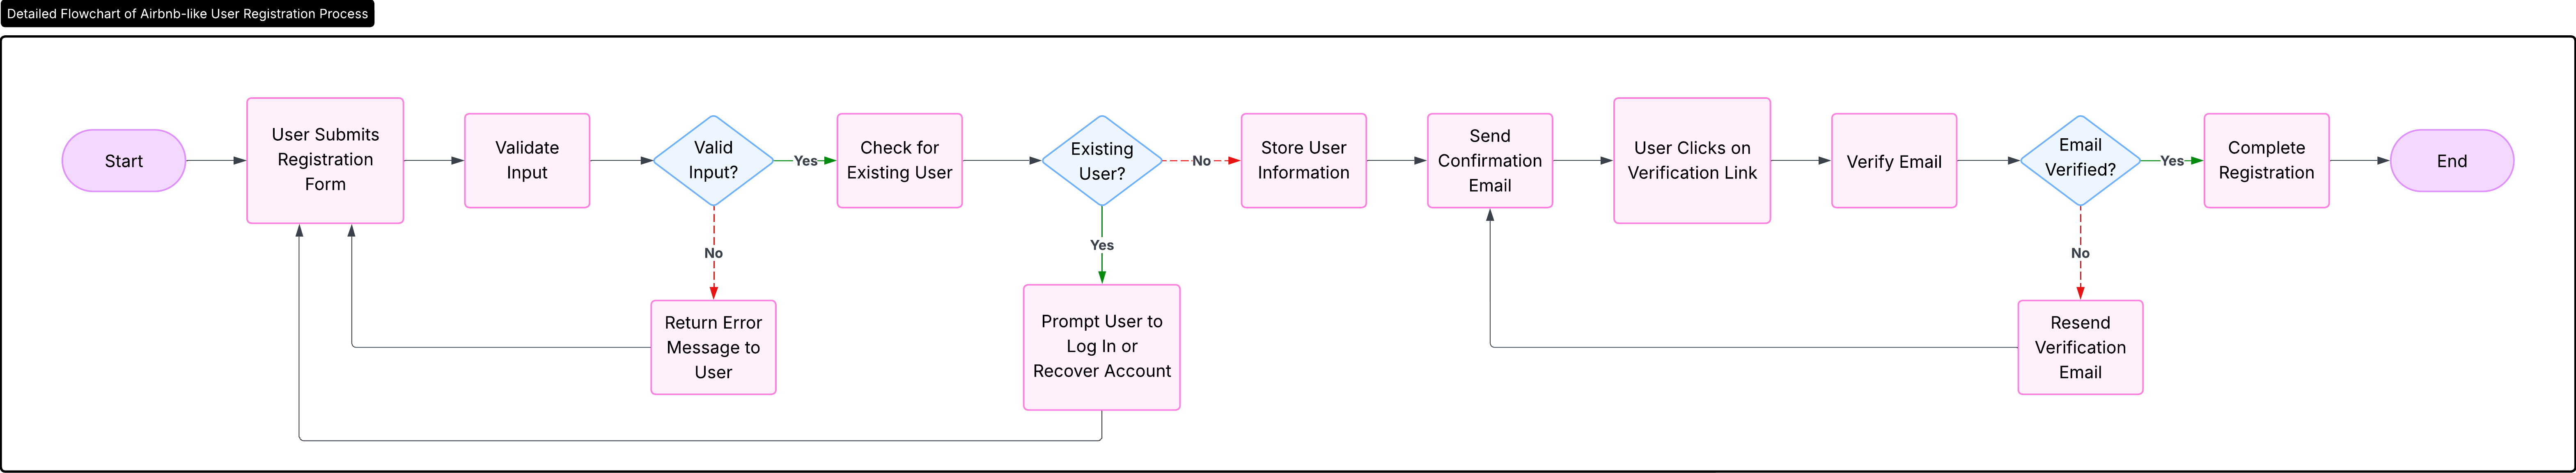 Detailed Flowchart of Airbnb-like User Registration Process
Start
User Submits
Registration
Form
Validate
Input
Valid
Input?
Yes
Check for
Existing User
Existing
User?
No
Store User
Information
Send
Confirmation
Email
User Clicks on
Verification Link
Verify Email
Email
Verified?
Yes
Complete
Registration
End
No
Return Error
Message to
User
Yes
Prompt User to
Log In or
Recover Account
No
Resend
Verification
Email